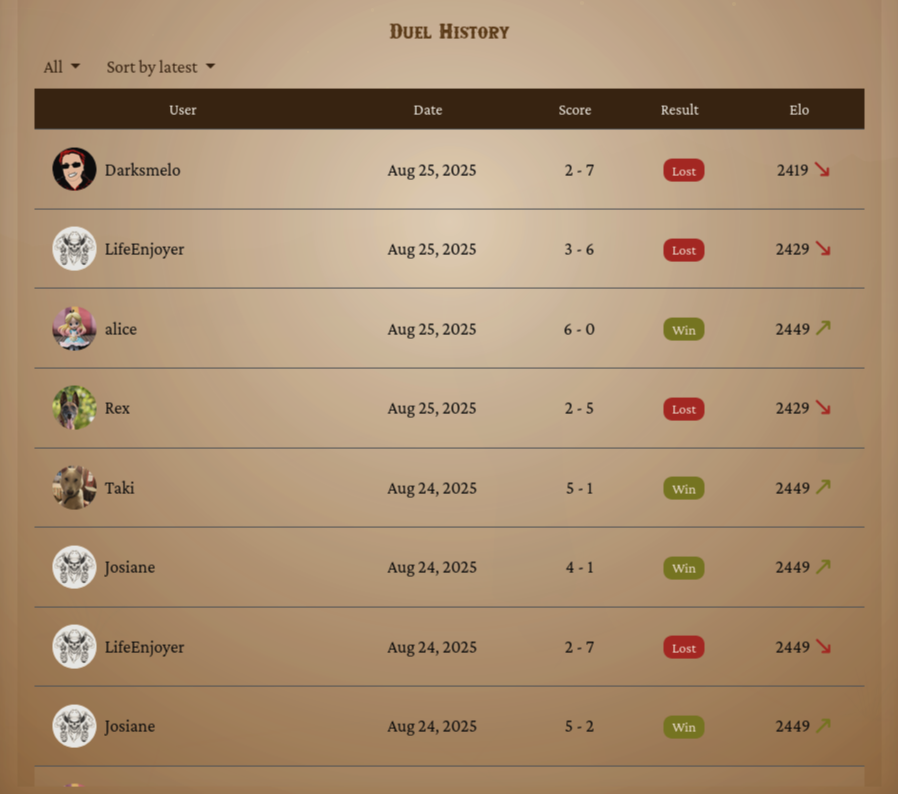 Duel History
All Sort by latest
User Date Score Result Elo
Darksmelo Aug 25, 2025 2 - 7 Lost 2419
LifeEnjoyer Aug 25, 2025 3 - 6 Lost 2429
alice Aug 25, 2025 6 - 0 Win 2449
Rex Aug 25, 2025 2 - 5 Lost 2429
Taki Aug 24, 2025 5 - 1 Win 2449
Josiane Aug 24, 2025 4 - 1 Win 2449
LifeEnjoyer Aug 24, 2025 2 - 7 Lost 2449
Josiane Aug 24, 2025 5 - 2 Win 2449